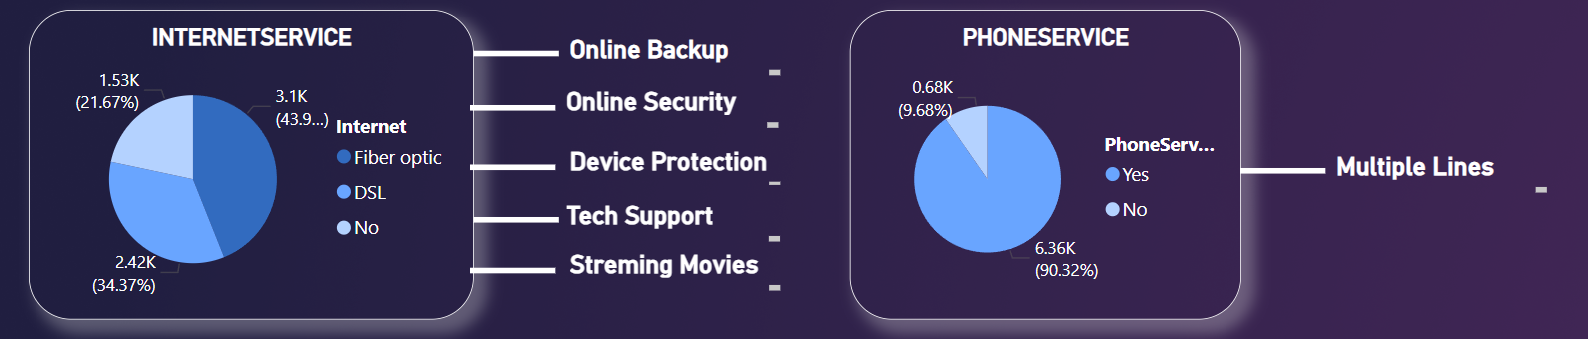 INTERNETSERVICE
1.53K
(21.67%)
3.1K
(43.9...)
Internet
Fiber optic
DSL
No
2.42K
(34.37%)
Online Backup
Online Security
Device Protection
Tech Support
Streming Movies
PHONESERVICE
0.68K
(9.68%)
PhoneServ...
Yes
No
6.36K
(90.32%)
Multiple Lines